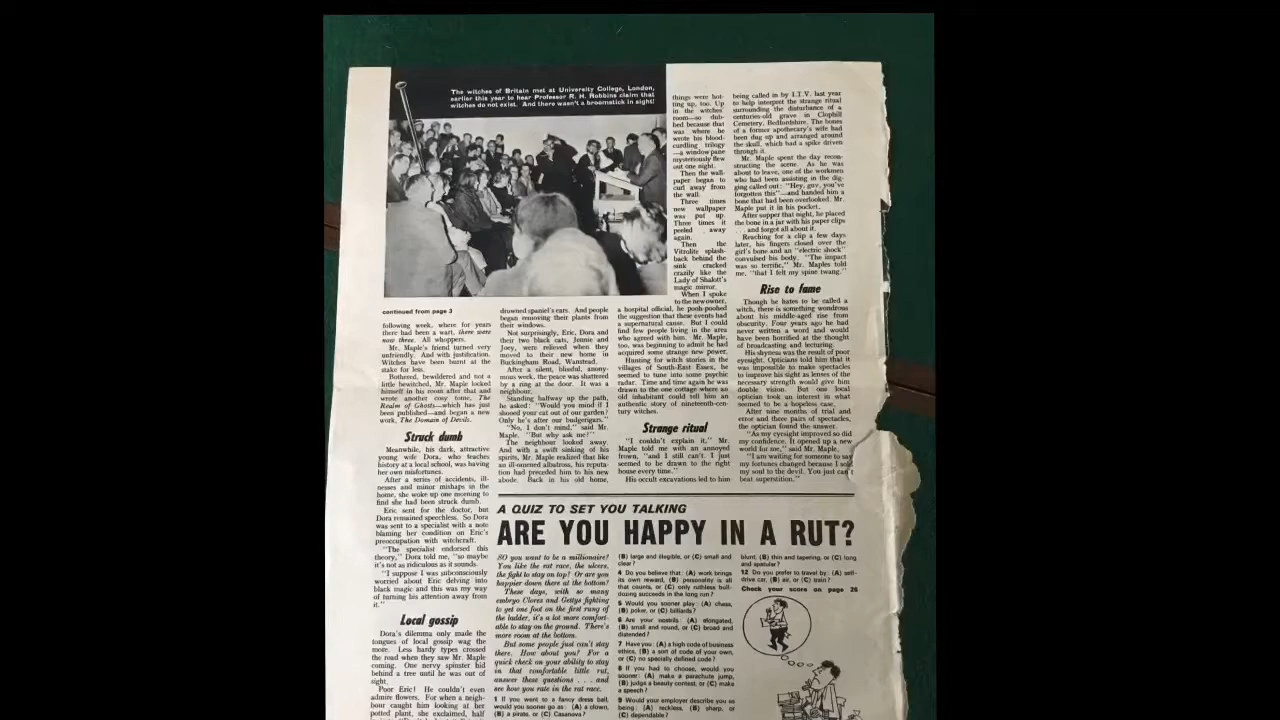 The witches of Britain met at University College, London,
earlier this year to hear Professor R. H. Robbins claim that
witches do not exist. And there wasn't a broomstick in sight!
continued from page 3
following week, where for years
there had been a wart, there were
now three. All whoppers.
Mr. Maple's friend turned very
unfriendly. And with justification.
Witches have been burnt at the
stake for less.
Bothered, bewildered and not a
little bewitched, Mr. Maple locked
himself in his room after that and
wrote another cosy tome, The
Realm of Ghosts—which has just
been published—and began a new
work, The Domain of Devils.
Struck dumb
Meanwhile, his dark, attractive
young wife Dora, who teaches
history at a local school, was having
her own misfortunes.
After a series of accidents, ill-
nesses and minor mishaps in the
home, she woke up one morning to
find she had been struck dumb.
Eric sent for the doctor, but
Dora remained speechless. So Dora
was sent to a specialist with a note
blaming her condition on Eric's
preoccupation with witchcraft.
"The specialist endorsed this
theory," Dora told me, "so maybe
it's not as ridiculous as it sounds.
"I suppose I was subconsciously
worried about Eric delving into
black magic and this was my way
of turning his attention away from
it."
Local gossip
Dora's dilemma only made the
tongues of local gossip wag the
more. Less hardy types crossed
the road when they saw Mr. Maple
coming. One nervy spinster hid
behind a tree until he was out of
sight.
Poor Eric! He couldn't even
admire flowers. For when a neigh-
bour caught him looking at her
potted plant, she exclaimed, half
drowned spaniel's ears. And people
began removing their plants from
their windows.
Not surprisingly, Eric, Dora and
their two black cats, Jennie and
Joey, were relieved when they
moved to their new home in
Buckingham Road, Wanstead.
After a silent, blissful, anony-
mous week, the peace was shattered
by a ring at the door. It was a
neighbour.
Standing halfway up the path,
he asked: "Would you mind if I
shooed your cat out of our garden?
Only he's after our budgerigars."
"No, I don't mind," said Mr.
Maple. "But why ask me?"
The neighbour looked away.
And with a swift sinking of his
spirits, Mr. Maple realized that like
an ill-omened albatross, his reputa-
tion had preceded him to his new
abode. Back in his old home,
things were hot-
ting up, too. Up
in the witches'
room—so dub-
bed because that
was where he
wrote his blood-
curdling trilogy
—a window pane
mysteriously flew
out one night.
Then the wall-
paper began to
curl away from
the wall.
Three times
new wallpaper
was put up.
Three times it
peeled away
again.
Then the
Vitrolite splash-
back behind the
sink cracked
crazily like the
Lady of Shalott's
magic mirror.
When I spoke
to the new owner,
a hospital official, he pooh-poohed
the suggestion that these events had
a supernatural cause. But I could
find few people living in the area
who agreed with him. Mr. Maple,
too, was beginning to admit he had
acquired some strange new power.
Hunting for witch stories in the
villages of South-East Essex, he
seemed to tune into some psychic
radar. Time and time again he was
drawn to the one cottage where an
old inhabitant could tell him an
authentic story of nineteenth-cen-
tury witches.
Strange ritual
"I couldn't explain it," Mr.
Maple told me with an annoyed
frown, "and I still can't. I just
seemed to be drawn to the right
house every time."
His occult excavations led to him
being called in by I.T.V. last year
to help interpret the strange ritual
surrounding the disturbance of a
centuries-old grave in Clophill
Cemetery, Bedfordshire. The bones
of a former apothecary's wife had
been dug up and arranged around
the skull, which had a spike driven
through it.
Mr. Maple spent the day recon-
structing the scene. As he was
about to leave, one of the workmen
who had been assisting in the dig-
ging called out: "Hey, guv, you've
forgotten this"—and handed him a
bone that had been overlooked. Mr.
Maple put it in his pocket.
After supper that night, he placed
the bone in a jar with his paper clips
. . . and forgot all about it.
Reaching for a clip a few days
later, his fingers closed over the
girl's bone and an "electric shock"
convulsed his body. "The impact
was so terrific," Mr. Maples told
me, "that I felt my spine twang."
Rise to fame
Though he hates to be called a
witch, there is something wondrous
about his middle-aged rise from
obscurity. Four years ago he had
never written a word and would
have been horrified at the thought
of broadcasting and lecturing.
His shyness was the result of poor
eyesight. Opticians told him that it
was impossible to make spectacles
to improve his sight as lenses of the
necessary strength would give him
double vision. But one local
optician took an interest in what
seemed to be a hopeless case.
After nine months of trial and
error and three pairs of spectacles,
the optician found the answer.
"As my eyesight improved so did
my confidence. It opened up a new
world for me," said Mr. Maple.
"I am waiting for someone to say
my fortunes changed because I sold
my soul to the devil. You just can't
beat superstition."
A QUIZ TO SET YOU TALKING
ARE YOU HAPPY IN A RUT?
SO you want to be a millionaire?
You like the rat race, the ulcers,
the fight to stay on top? Or are you
happier down there at the bottom?
These days, with so many
embryo Clores and Gettys fighting
to get one foot on the first rung of
the ladder, it's a lot more comfort-
able to stay on the ground. There's
more room at the bottom.
But some people just can't stay
there. How about you? For a
quick check on your ability to stay
in that comfortable little rut,
answer these questions . . . and
see how you rate in the rat race.
1 If you went to a fancy dress ball,
would you sooner go as: (A) a clown,
(B) a pirate, or (C) Casanova?
(B) large and illegible, or (C) small and
clear?
4 Do you believe that: (A) work brings
its own reward, (B) personality is all
that counts, or (C) only ruthless bull-
dozing succeeds in the long run?
5 Would you sooner play: (A) chess,
(B) poker, or (C) billiards?
6 Are your nostrils: (A) elongated,
(B) small and round, or (C) broad and
distended?
7 Have you: (A) a high code of business
ethics, (B) a sort of code of your own,
or (C) no specially defined code?
8 If you had to choose, would you
sooner: (A) make a parachute jump,
(B) judge a beauty contest, or (C) make
a speech?
9 Would your employer describe you as
being: (A) reckless, (B) sharp, or
(C) dependable?
blunt, (B) thin and tapering, or (C) long
and spatular?
12 Do you prefer to travel by: (A) self-
drive car, (B) air, or (C) train?
Check your score on page 26